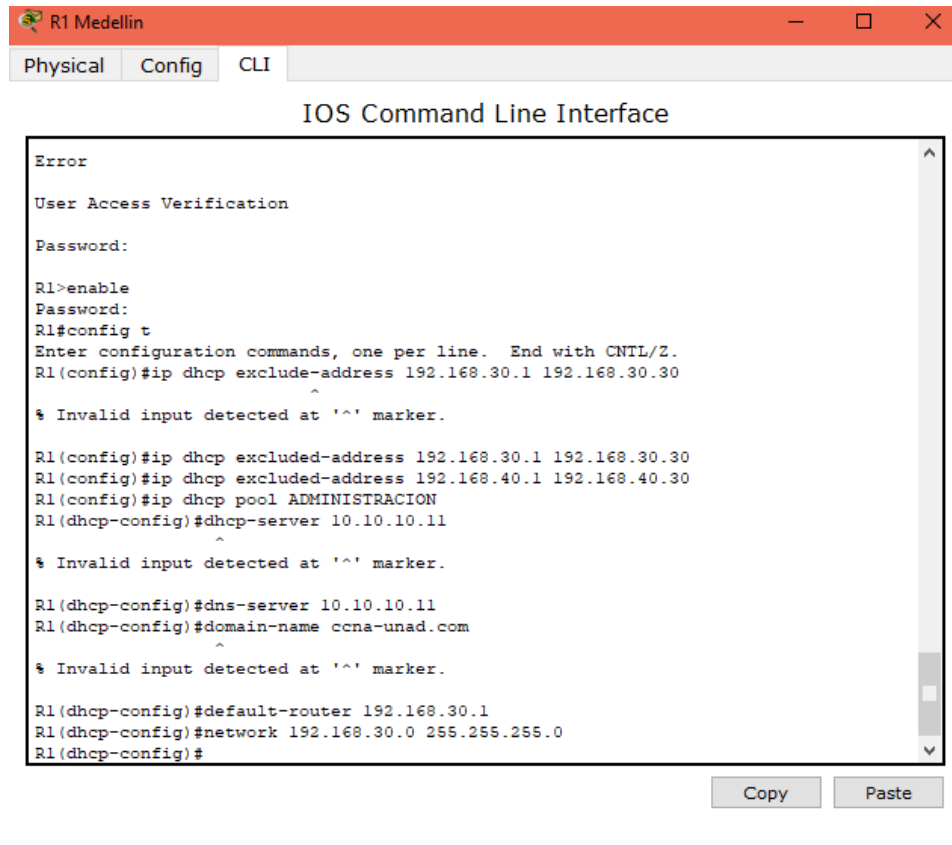 R1 Medellin
Physical Config CLI
IOS Command Line Interface
Error
User Access Verification
Password:
R1>enable
Password:
R1#config t
Enter configuration commands, one per line.  End with CNTL/Z.
R1(config)#ip dhcp exclude-address 192.168.30.1 192.168.30.30
^
% Invalid input detected at '^' marker.
R1(config)#ip dhcp excluded-address 192.168.30.1 192.168.30.30
R1(config)#ip dhcp excluded-address 192.168.40.1 192.168.40.30
R1(config)#ip dhcp pool ADMINISTRACION
R1(dhcp-config)#dhcp-server 10.10.10.11
^
% Invalid input detected at '^' marker.
R1(dhcp-config)#dns-server 10.10.10.11
R1(dhcp-config)#domain-name ccna-unad.com
^
% Invalid input detected at '^' marker.
R1(dhcp-config)#default-router 192.168.30.1
R1(dhcp-config)#network 192.168.30.0 255.255.255.0
R1(dhcp-config)#
Copy Paste